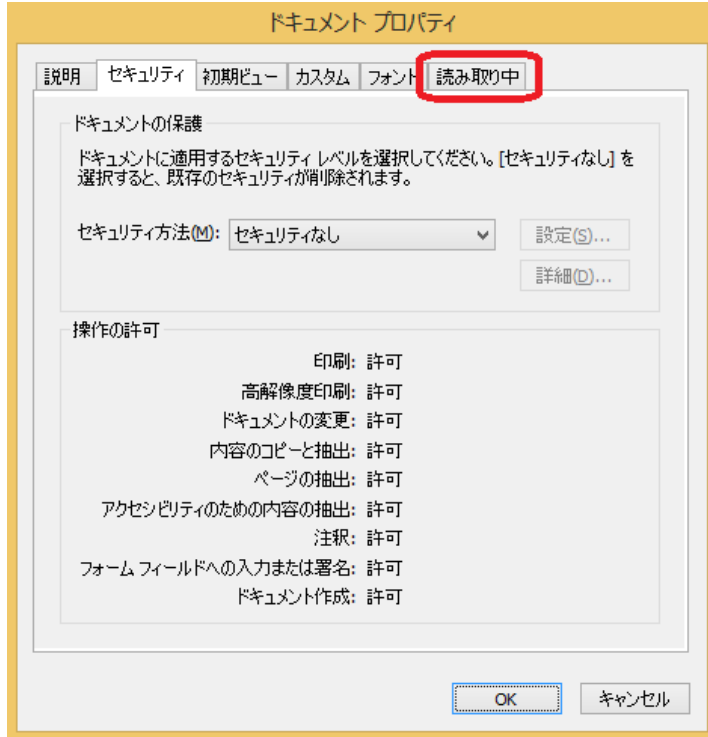 ドキュメント プロパティ
説明 セキュリティ 初期ビュー カスタム フォント 読み取り中
ドキュメントの保護
ドキュメントに適用するセキュリティ レベルを選択してください。[セキュリティなし] を
選択すると、既存のセキュリティが削除されます。
セキュリティ方法(M): セキュリティなし 設定(S)...
詳細(D)...
操作の許可
印刷: 許可
高解像度印刷: 許可
ドキュメントの変更: 許可
内容のコピーと抽出: 許可
ページの抽出: 許可
アクセシビリティのための内容の抽出: 許可
注釈: 許可
フォーム フィールドへの入力または署名: 許可
ドキュメント作成: 許可
OK キャンセル